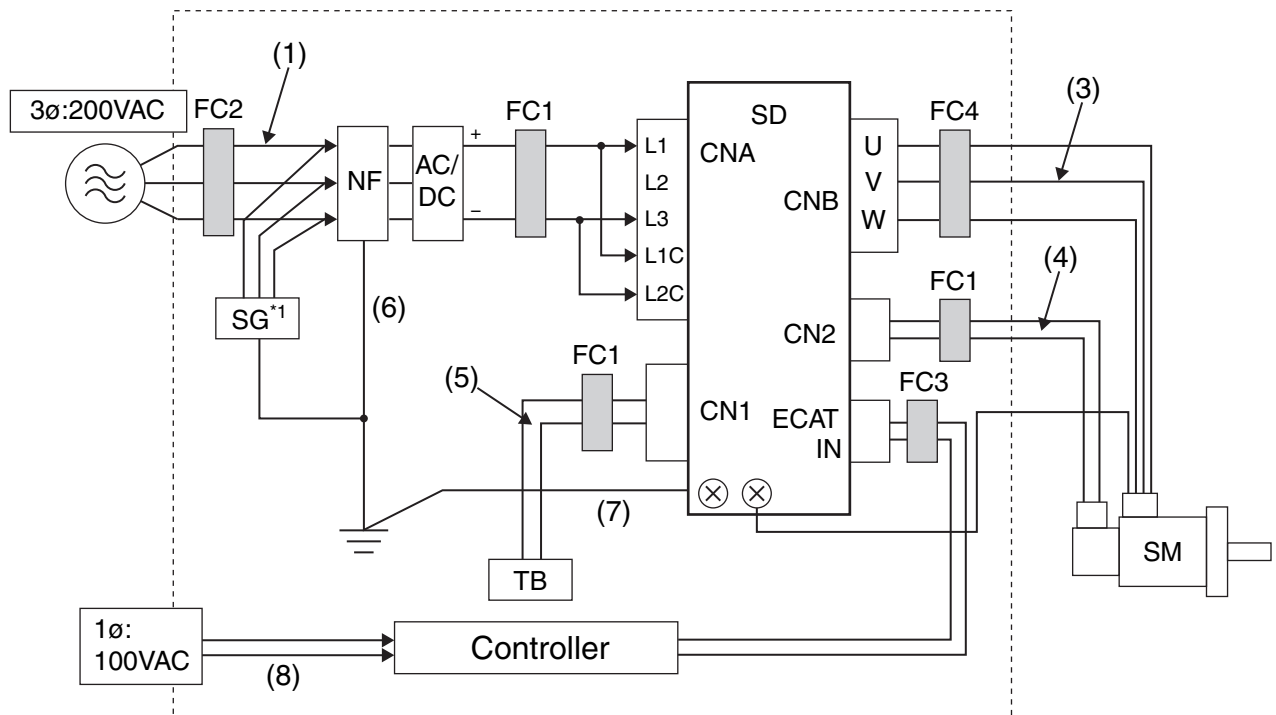 (1)
3ø:200VAC
FC2
FC1
SD
FC4
(3)
NF
AC/
DC
+
−
L1
L2
L3
L1C
L2C
CNA
CNB
U
V
W
SG*1
(6)
(4)
FC1
CN2
FC1
(5)
CN1
FC3
ECAT
IN
(7)
TB
SM
1ø:
100VAC
(8)
Controller